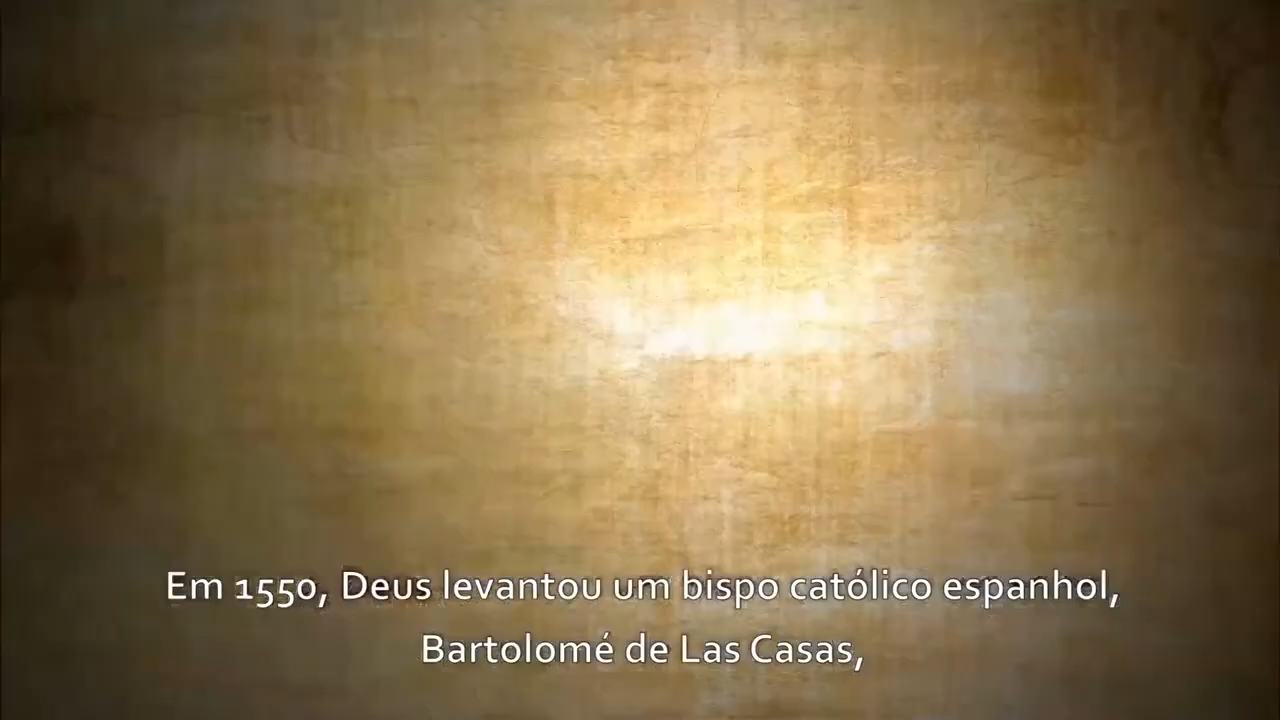 Em 1550, Deus levantou um bispo católico espanhol,
Bartolomé de Las Casas,